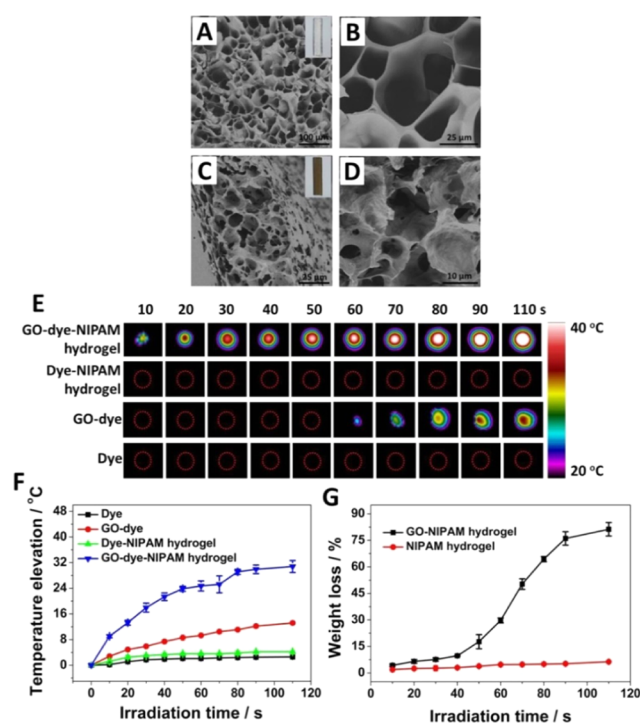 A
B
100 μm
25 μm
C
D
35 μm
10 μm
E
10 20 30 40 50 60 70 80 90 110 s
GO-dye-NIPAM
hydrogel
40 °C
Dye-NIPAM
hydrogel
GO-dye
Dye
20 °C
F
G
Temperature elevation / °C
48
40
32
24
16
8
0
Dye
GO-dye
Dye-NIPAM hydrogel
GO-dye-NIPAM hydrogel
0 20 40 60 80 100 120
Irradiation time / s
Weight loss / %
90
75
60
45
30
15
0
GO-NIPAM hydrogel
NIPAM hydrogel
0 20 40 60 80 100 120
Irradiation time / s